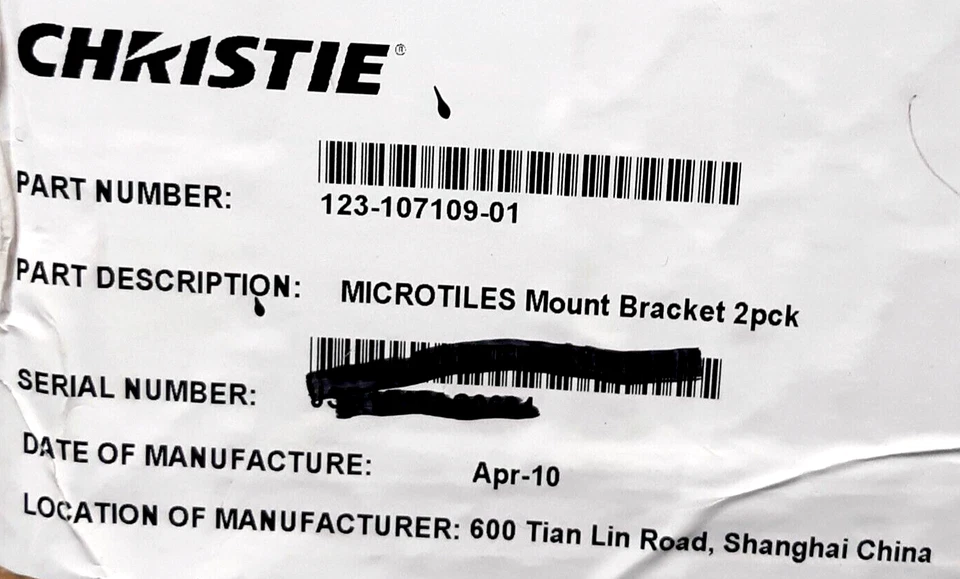 CHRISTIE®
PART NUMBER: 123-107109-01
PART DESCRIPTION: MICROTILES Mount Bracket 2pck
SERIAL NUMBER:
DATE OF MANUFACTURE: Apr-10
LOCATION OF MANUFACTURER: 600 Tian Lin Road, Shanghai China